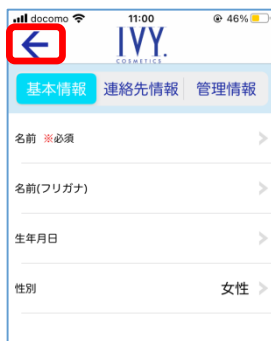 docomo 11:00 46%
IVY.
COSMETICS
基本情報 連絡先情報 管理情報
名前 ※必須
名前(フリガナ)
生年月日
性別 女性